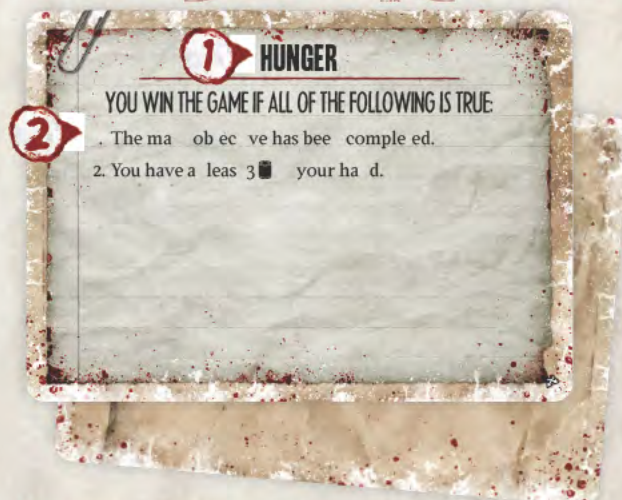 1 HUNGER
YOU WIN THE GAME IF ALL OF THE FOLLOWING IS TRUE:
2 . The ma ob ec ve has bee comple ed.
2. You have a leas 3 your ha d.